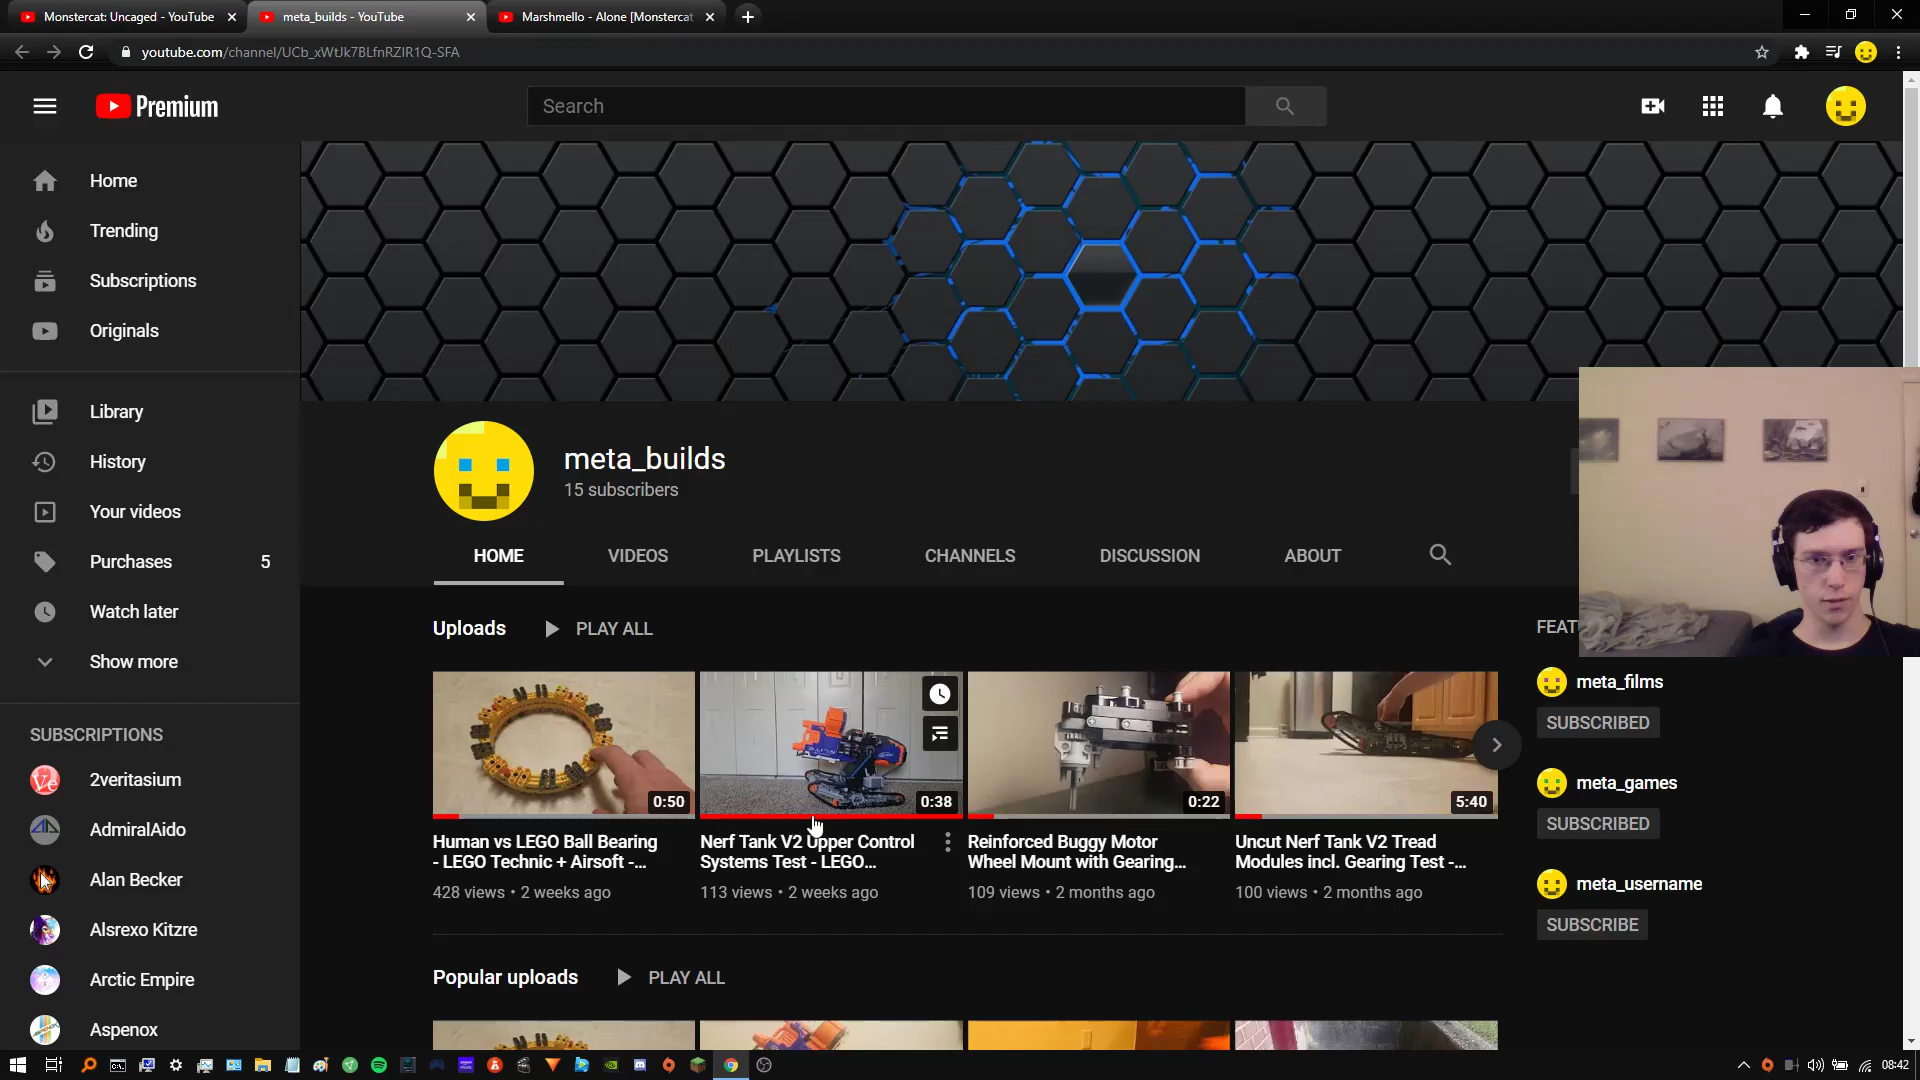 Monstercat: Uncaged - YouTube
meta_builds - YouTube
Marshmello - Alone [Monstercat
youtube.com/channel/UCb_xWtJk7BLfnRZIR1Q-SFA
Premium
Search
Home
Trending
Subscriptions
Originals
Library
History
Your videos
Purchases 5
Watch later
Show more
SUBSCRIPTIONS
2veritasium
AdmiralAido
Alan Becker
Alsrexo Kitzre
Arctic Empire
Aspenox
meta_builds
15 subscribers
HOME VIDEOS PLAYLISTS CHANNELS DISCUSSION ABOUT
Uploads PLAY ALL
0:50
Human vs LEGO Ball Bearing
- LEGO Technic + Airsoft -...
428 views • 2 weeks ago
0:38
Nerf Tank V2 Upper Control
Systems Test - LEGO...
113 views • 2 weeks ago
0:22
Reinforced Buggy Motor
Wheel Mount with Gearing...
109 views • 2 months ago
5:40
Uncut Nerf Tank V2 Tread
Modules incl. Gearing Test -...
100 views • 2 months ago
Popular uploads PLAY ALL
FEAT
meta_films
SUBSCRIBED
meta_games
SUBSCRIBED
meta_username
SUBSCRIBE
08:42